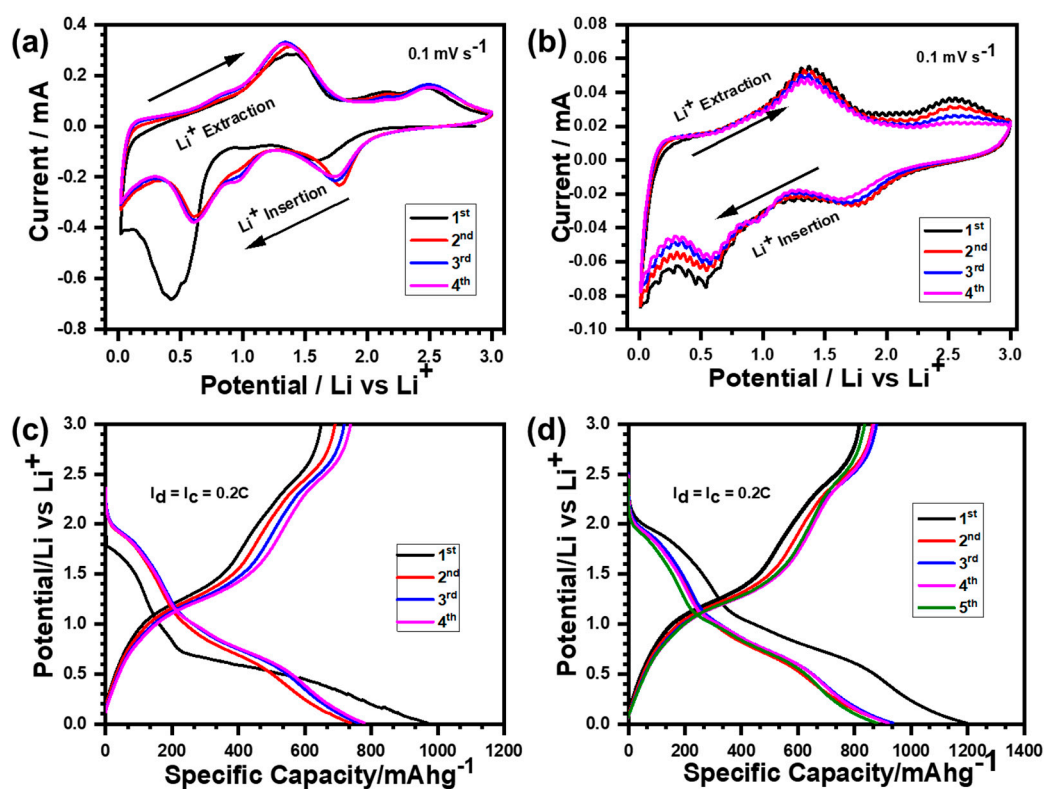 (a)
0.1 mV s⁻¹
Li⁺ Extraction
Li⁺ Insertion
1st
2nd
3rd
4th
0.4
0.2
0.0
-0.2
-0.4
-0.6
-0.8
Current / mA
0.0 0.5 1.0 1.5 2.0 2.5 3.0
Potential / Li vs Li⁺
(b)
0.1 mV s⁻¹
Li⁺ Extraction
Li⁺ Insertion
1st
2nd
3rd
4th
0.08
0.06
0.04
0.02
0.00
-0.02
-0.04
-0.06
-0.08
-0.10
Current / mA
0.0 0.5 1.0 1.5 2.0 2.5 3.0
Potential / Li vs Li⁺
(c)
Id = Ic = 0.2C
1st
2nd
3rd
4th
3.0
2.5
2.0
1.5
1.0
0.5
0.0
Potential/Li vs Li⁺
0 200 400 600 800 1000 1200
Specific Capacity/mAhg⁻¹
(d)
Id = Ic = 0.2C
1st
2nd
3rd
4th
5th
3.0
2.5
2.0
1.5
1.0
0.5
0.0
Potential/Li vs Li⁺
0 200 400 600 800 1000 1200 1400
Specific Capacity/mAhg⁻¹